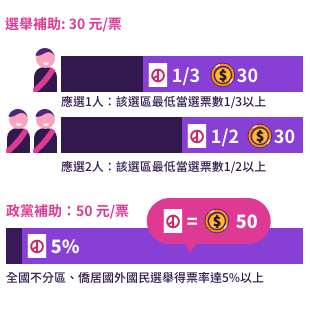 選舉補助: 30 元/票
1/3 $ 30
應選1人：該選區最低當選票數1/3以上
1/2 $ 30
應選2人：該選區最低當選票數1/2以上
政黨補助：50 元/票
= $ 50
5%
全國不分區、僑居國外國民選舉得票率達5%以上